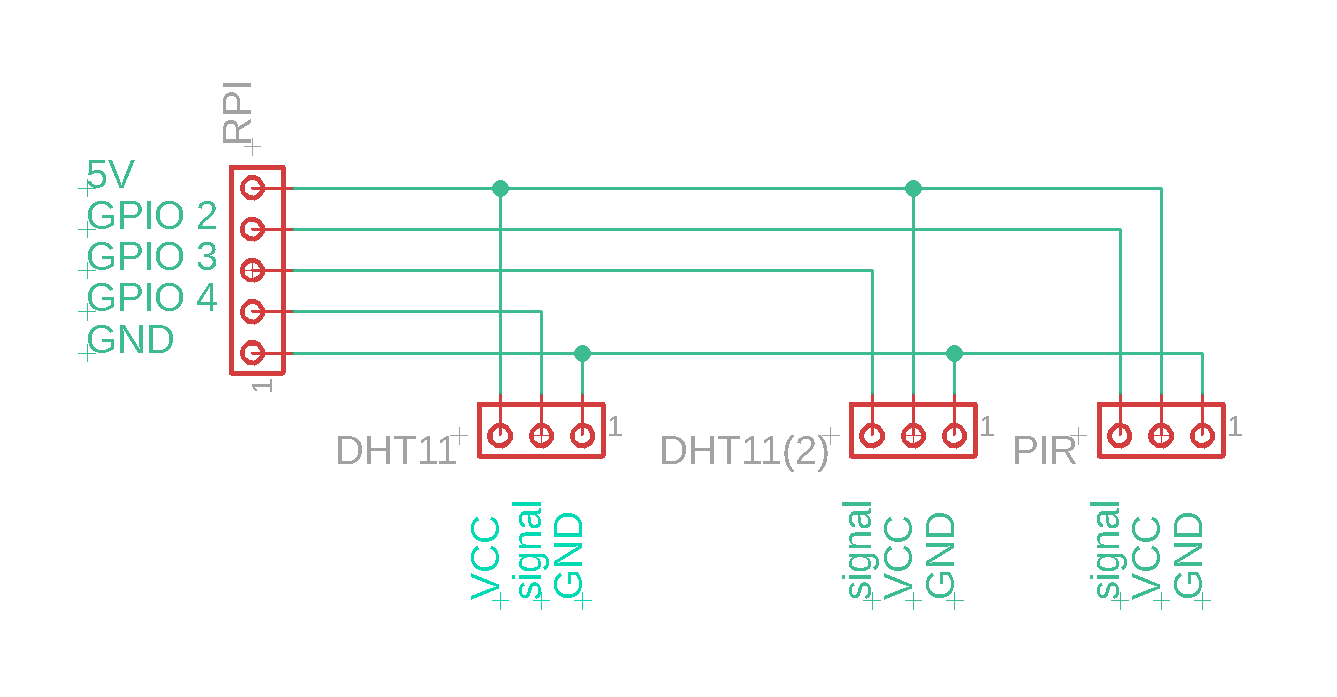 RPI
5V
GPIO 2
GPIO 3
GPIO 4
GND
1
DHT11
1
DHT11(2)
1
PIR
1
VCC
signal
GND
signal
VCC
GND
signal
VCC
GND